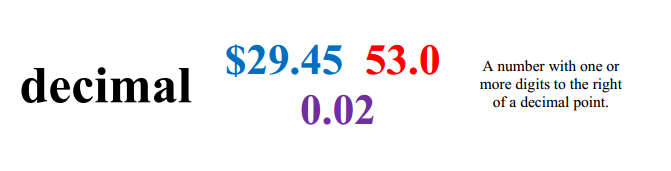 decimal
$29.45 53.0
0.02
A number with one or
more digits to the right
of a decimal point.